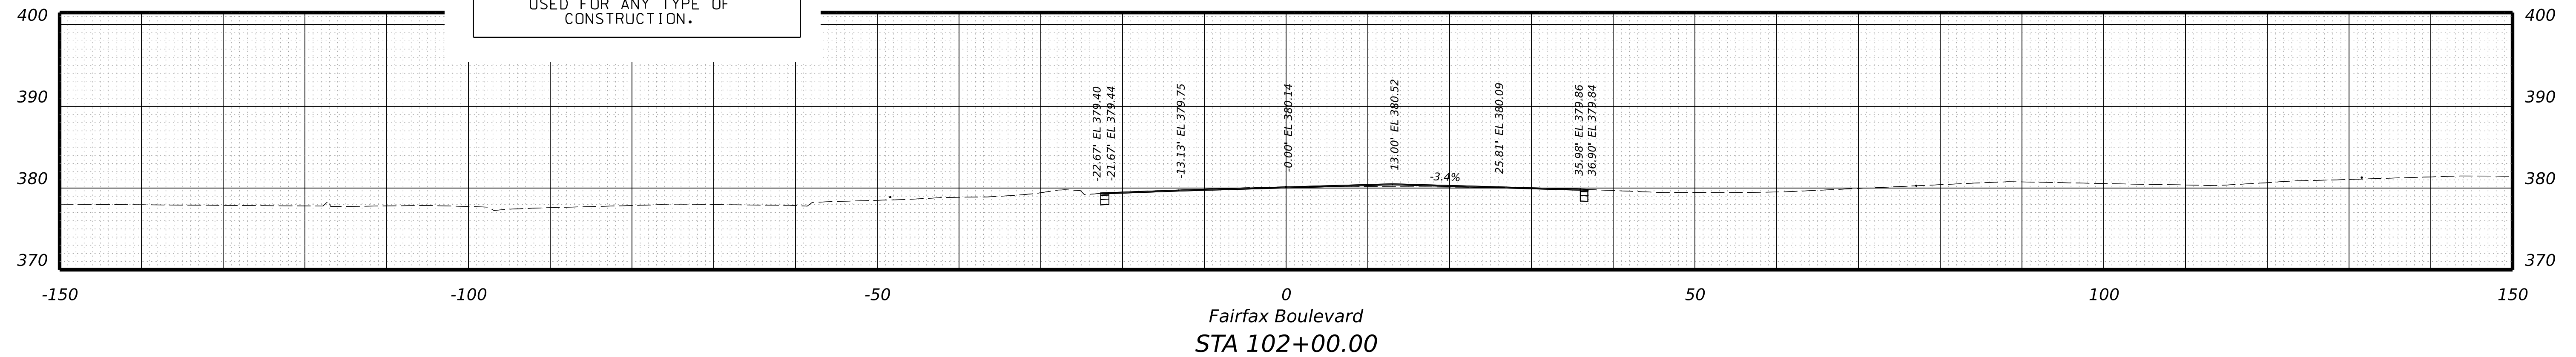 USED FOR ANY TYPE OF
CONSTRUCTION.
400
400
390
390
380
380
370
370
-22.67' EL 379.40
-21.67' EL 379.44
-13.13' EL 379.75
-0.00' EL 380.14
13.00' EL 380.52
25.81' EL 380.09
35.98' EL 379.86
36.90' EL 379.84
-3.4%
-150
-100
-50
0
50
100
150
Fairfax Boulevard
STA 102+00.00